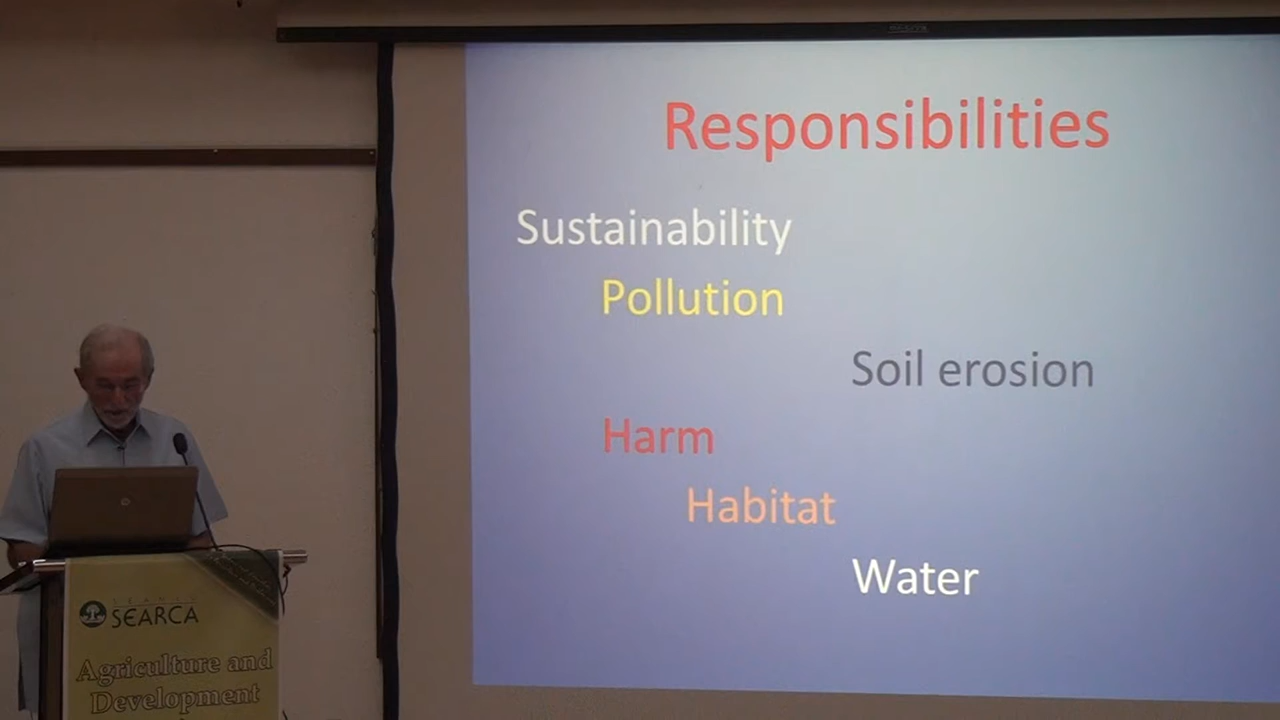 Responsibilities
Sustainability
Pollution
Soil erosion
Harm
Habitat
Water
SEARCA
Agriculture and
Development